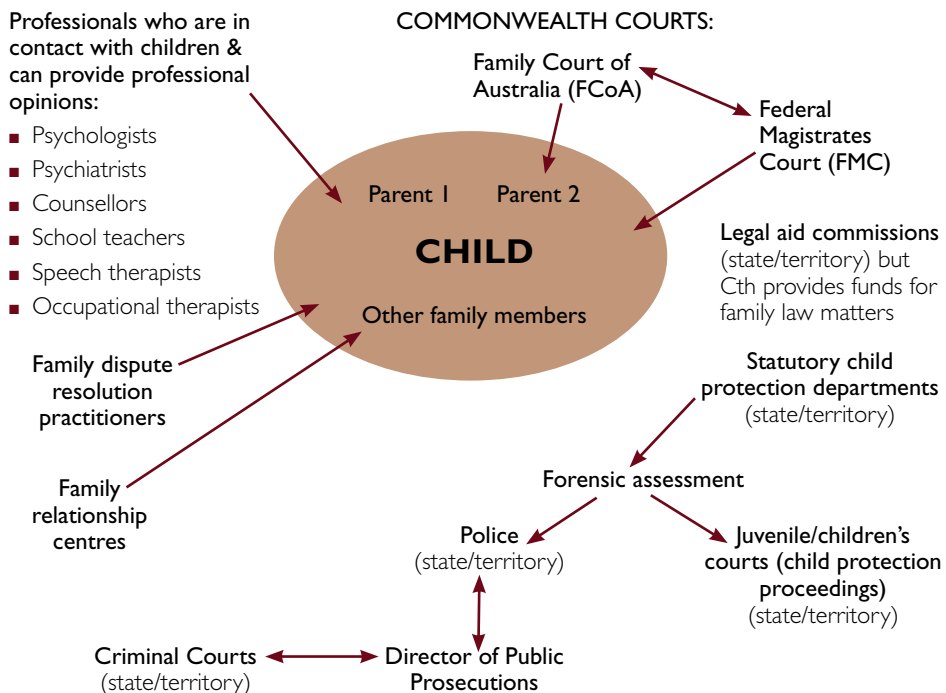 Professionals who are in
contact with children &
can provide professional
opinions:
■ Psychologists
■ Psychiatrists
■ Counsellors
■ School teachers
■ Speech therapists
■ Occupational therapists
COMMONWEALTH COURTS:
Family Court of
Australia (FCoA)
Federal
Magistrates
Court (FMC)
Parent 1
Parent 2
CHILD
Other family members
Legal aid commissions
(state/territory) but
Cth provides funds for
family law matters
Family dispute
resolution
practitioners
Statutory child
protection departments
(state/territory)
Family
relationship
centres
Forensic assessment
Police
(state/territory)
Juvenile/children’s
courts (child protection
proceedings)
(state/territory)
Criminal Courts
(state/territory)
Director of Public
Prosecutions